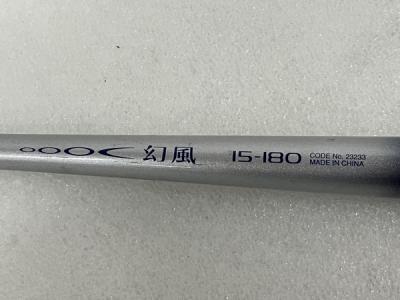 幻風 15-180 CODE No. 23233
MADE IN CHINA